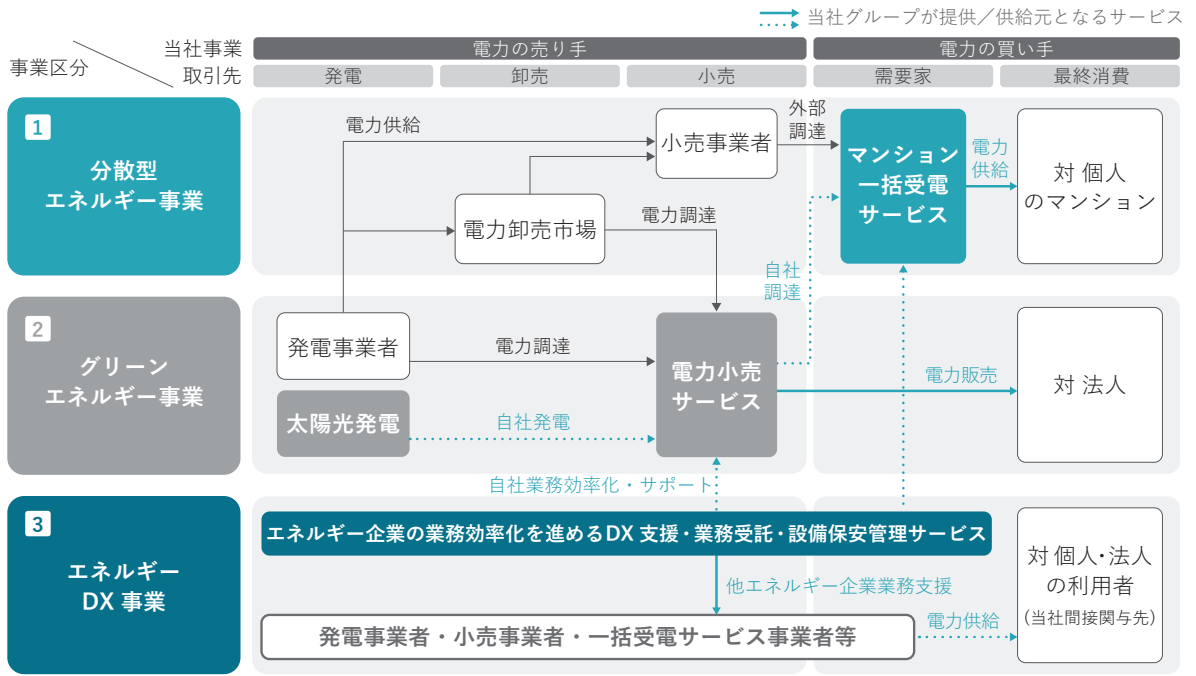 当社グループが提供／供給元となるサービス
事業区分
当社事業
取引先
電力の売り手
電力の買い手
発電
卸売
小売
需要家
最終消費
1
分散型
エネルギー事業
電力供給
小売事業者
外部
調達
マンション
一括受電
サービス
電力
供給
対 個人
のマンション
電力卸売市場
電力調達
自社
調達
2
グリーン
エネルギー事業
発電事業者
電力調達
電力小売
サービス
電力販売
対 法人
太陽光発電
自社発電
自社業務効率化・サポート
3
エネルギー
DX 事業
エネルギー企業の業務効率化を進めるDX 支援・業務受託・設備保安管理サービス
他エネルギー企業業務支援
発電事業者・小売事業者・一括受電サービス事業者等
電力供給
対 個人・法人
の利用者
(当社間接関与先)